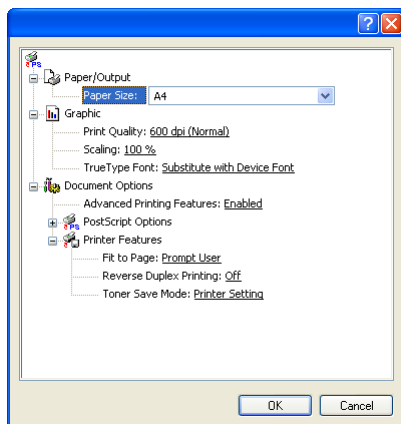 PS
Paper/Output
Paper Size: A4
Graphic
Print Quality: 600 dpi (Normal)
Scaling: 100 %
TrueType Font: Substitute with Device Font
Document Options
Advanced Printing Features: Enabled
PS PostScript Options
Printer Features
Fit to Page: Prompt User
Reverse Duplex Printing: Off
Toner Save Mode: Printer Setting
OK Cancel